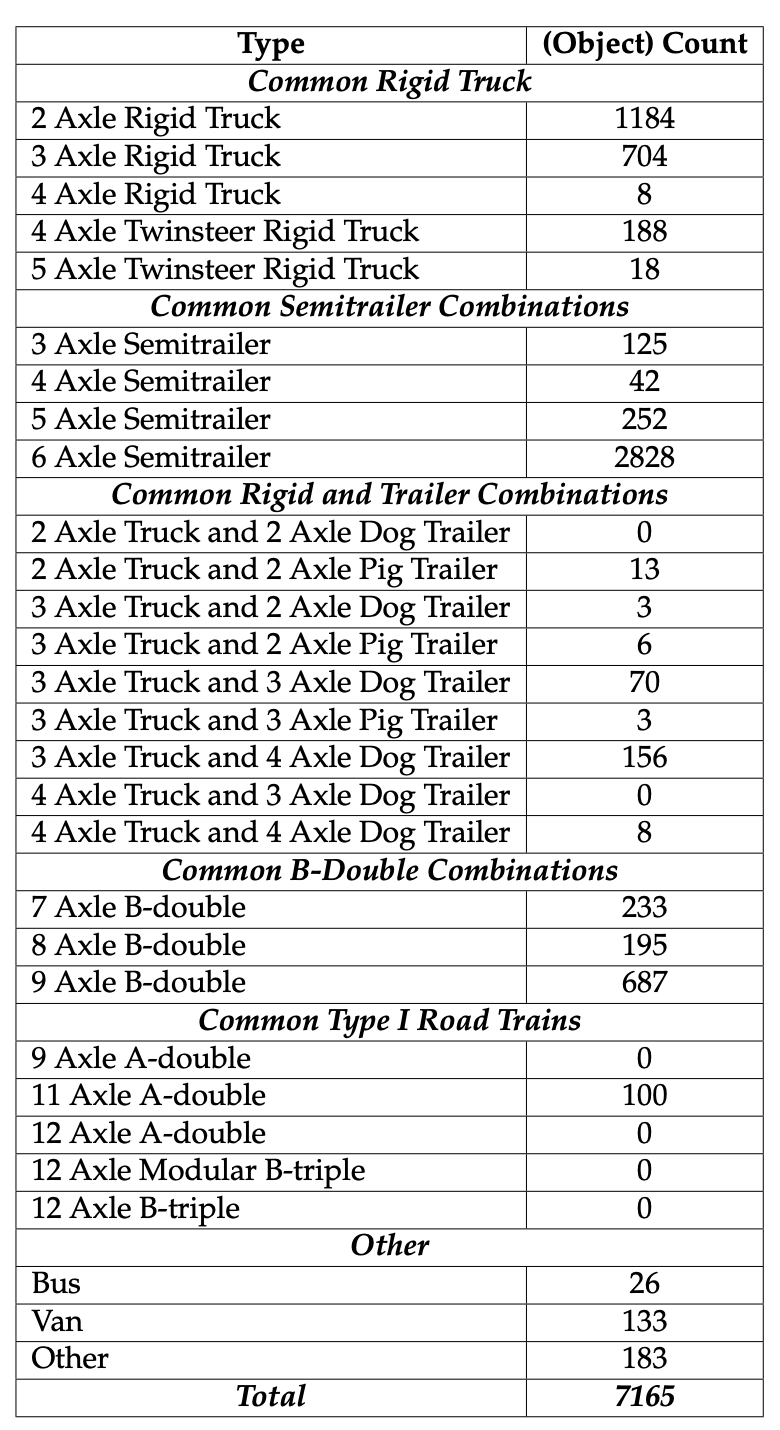 Type (Object) Count
Common Rigid Truck
2 Axle Rigid Truck 1184
3 Axle Rigid Truck 704
4 Axle Rigid Truck 8
4 Axle Twinsteer Rigid Truck 188
5 Axle Twinsteer Rigid Truck 18
Common Semitrailer Combinations
3 Axle Semitrailer 125
4 Axle Semitrailer 42
5 Axle Semitrailer 252
6 Axle Semitrailer 2828
Common Rigid and Trailer Combinations
2 Axle Truck and 2 Axle Dog Trailer 0
2 Axle Truck and 2 Axle Pig Trailer 13
3 Axle Truck and 2 Axle Dog Trailer 3
3 Axle Truck and 2 Axle Pig Trailer 6
3 Axle Truck and 3 Axle Dog Trailer 70
3 Axle Truck and 3 Axle Pig Trailer 3
3 Axle Truck and 4 Axle Dog Trailer 156
4 Axle Truck and 3 Axle Dog Trailer 0
4 Axle Truck and 4 Axle Dog Trailer 8
Common B-Double Combinations
7 Axle B-double 233
8 Axle B-double 195
9 Axle B-double 687
Common Type I Road Trains
9 Axle A-double 0
11 Axle A-double 100
12 Axle A-double 0
12 Axle Modular B-triple 0
12 Axle B-triple 0
Other
Bus 26
Van 133
Other 183
Total 7165